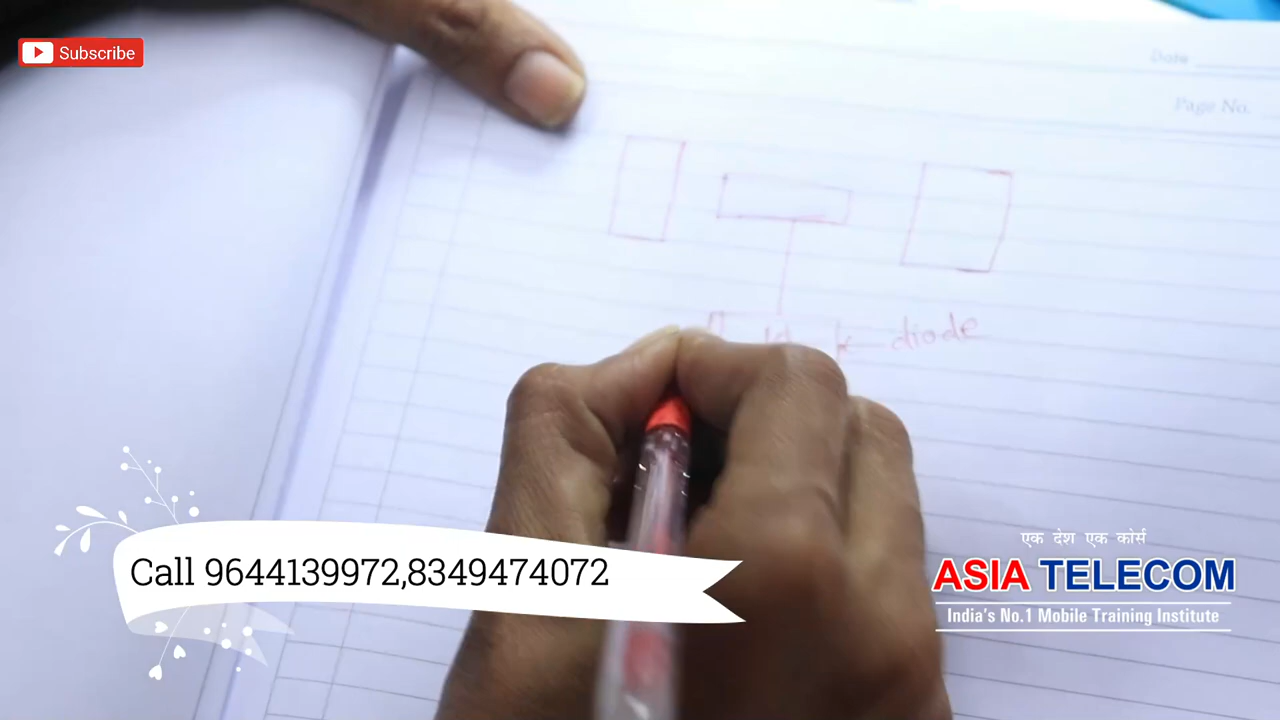 Subscribe
Date
Page No.
diode
Call 9644139972,8349474072
एक देश एक कोर्स
ASIA TELECOM
India's No.1 Mobile Training Institute